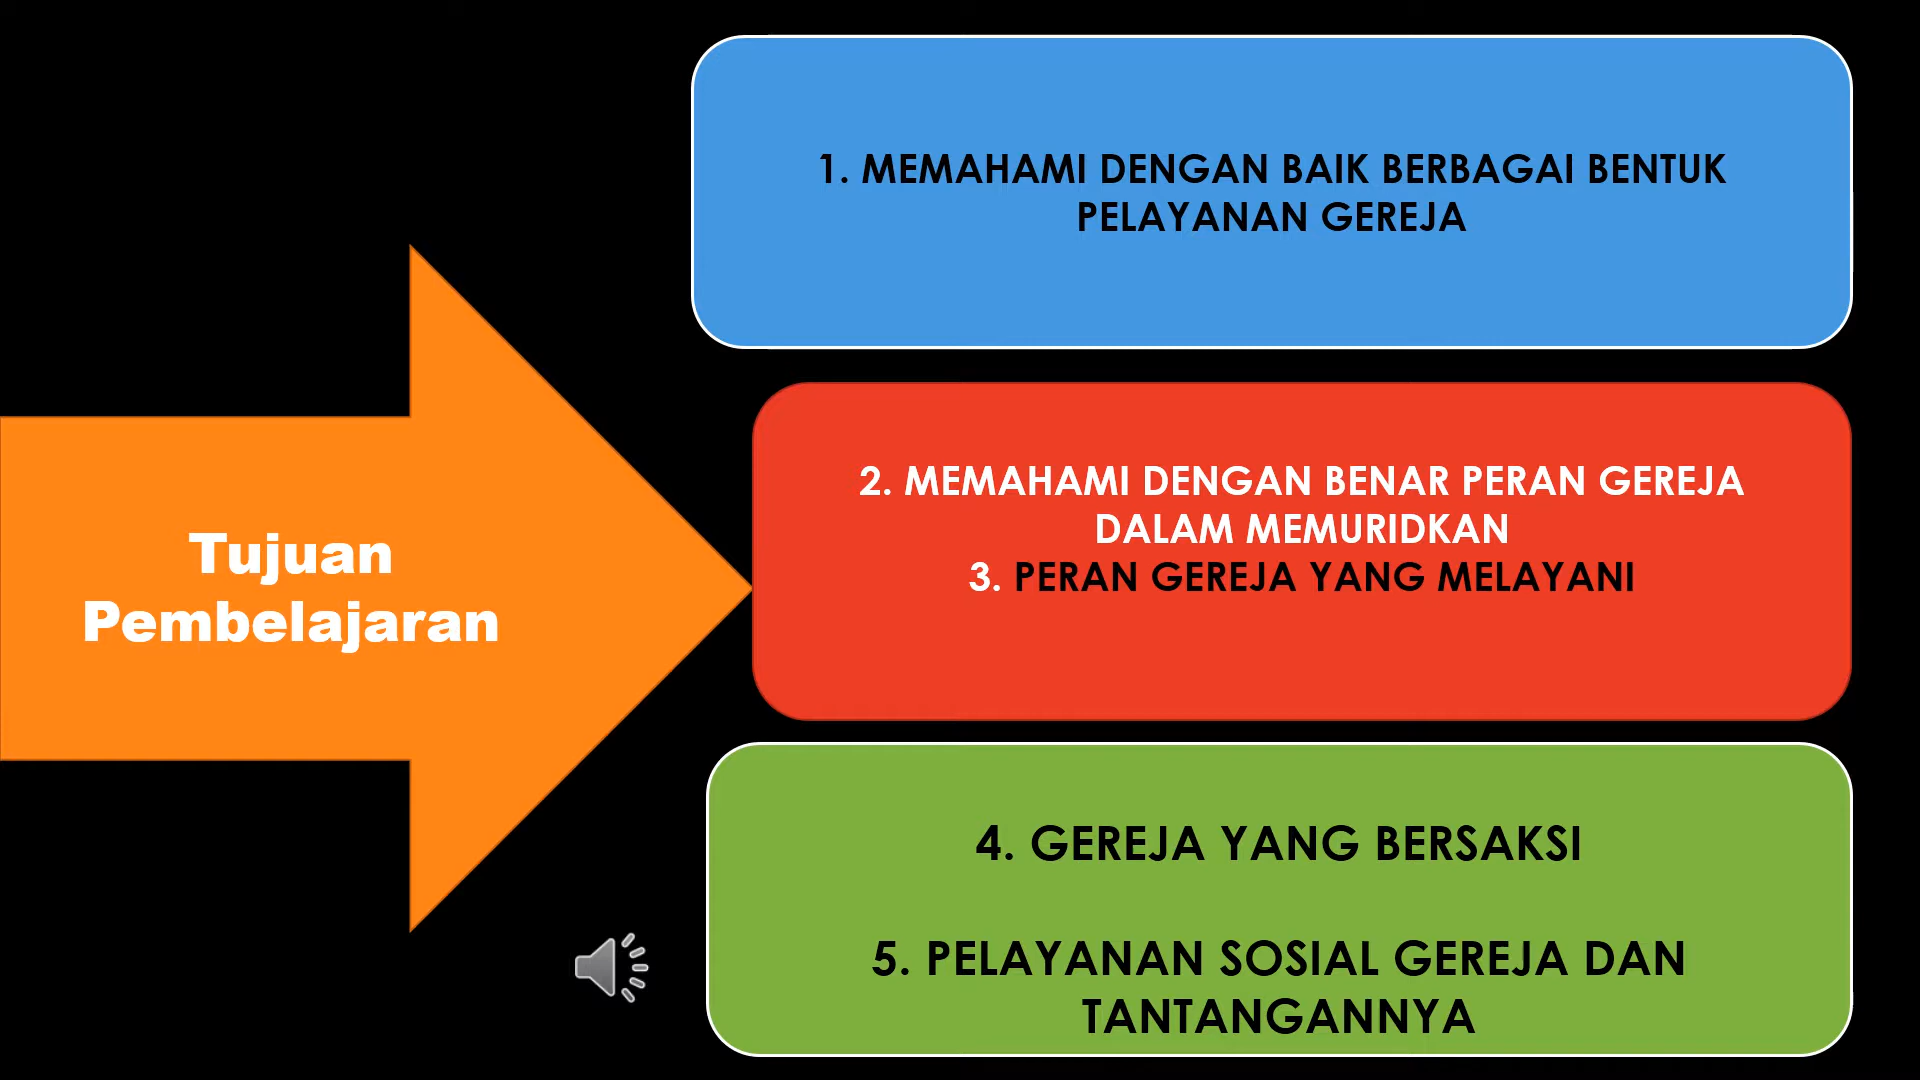 Tujuan
Pembelajaran
1. MEMAHAMI DENGAN BAIK BERBAGAI BENTUK
PELAYANAN GEREJA
2. MEMAHAMI DENGAN BENAR PERAN GEREJA
DALAM MEMURIDKAN
3. PERAN GEREJA YANG MELAYANI
4. GEREJA YANG BERSAKSI
5. PELAYANAN SOSIAL GEREJA DAN
TANTANGANNYA